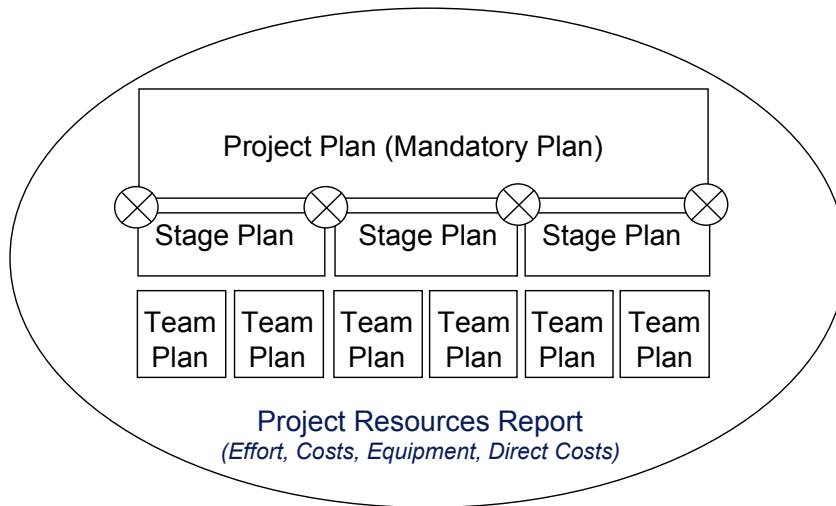 Project Plan (Mandatory Plan)
Stage Plan
Stage Plan
Stage Plan
Team
Plan
Team
Plan
Team
Plan
Team
Plan
Team
Plan
Team
Plan
Project Resources Report
(Effort, Costs, Equipment, Direct Costs)